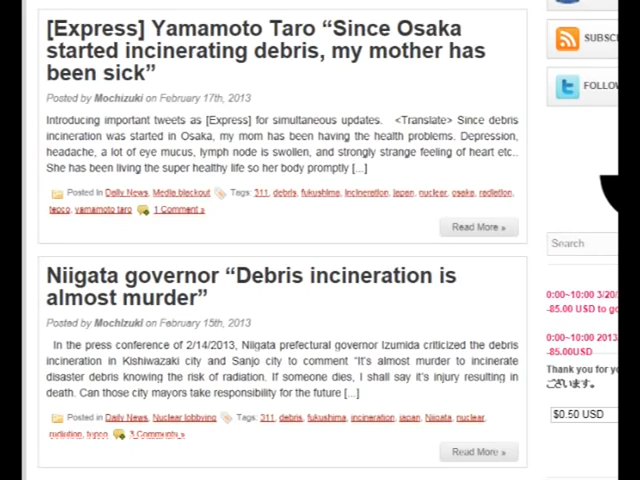 [Express] Yamamoto Taro “Since Osaka
started incinerating debris, my mother has
been sick”
Posted by Mochizuki on February 17th, 2013
Introducing important tweets as [Express] for simultaneous updates. <Translate> Since debris
incineration was started in Osaka, my mom has been having the health problems. Depression,
headache, a lot of eye mucus, lymph node is swollen, and strongly strange feeling of heart etc..
She has been living the super healthy life so her body promptly [...]
Posted in Daily News, Media blackout Tags: 311, debris, fukushima, Incineration, japan, nuclear, osaka, radiation,
tepco, yamamoto taro 1 Comment »
Read More »
Niigata governor “Debris incineration is
almost murder”
Posted by Mochizuki on February 15th, 2013
In the press conference of 2/14/2013, Niigata prefectural governor Izumida criticized the debris
incineration in Kishiwazaki city and Sanjo city to comment “It’s almost murder to incinerate
disaster debris knowing the risk of radiation. If someone dies, I shall say it’s injury resulting in
death. Can those city mayors take responsibility for the future [...]
Posted in Daily News, Nuclear lobbying Tags: 311, debris, fukushima, incineration, japan, Niigata, nuclear,
radiation, tepco 3 Comments »
Read More »
SUBSC
FOLLOW
Search
0:00~10:00 3/20/
-85.00 USD to go
0:00~10:00 2013
-85.00USD
Thank you for yo
ございます。
$0.50 USD